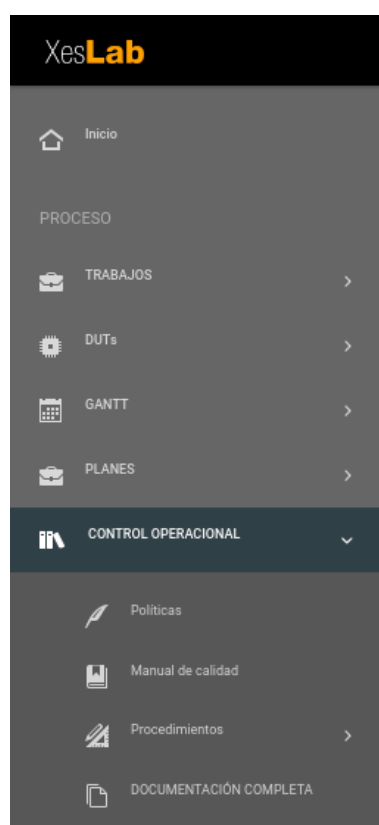 XesLab
Inicio
PROCESO
TRABAJOS
DUTs
GANTT
PLANES
CONTROL OPERACIONAL
Políticas
Manual de calidad
Procedimientos
DOCUMENTACIÓN COMPLETA